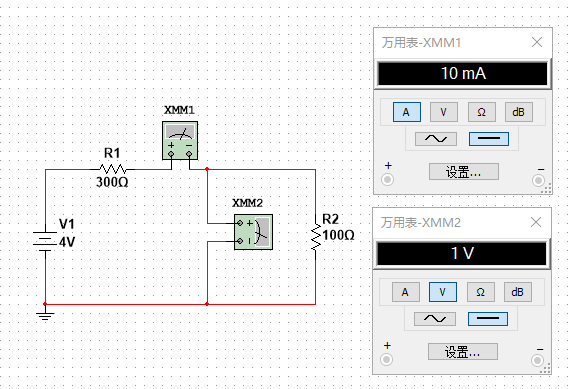 XMM1
R1
300Ω
XMM2
V1
4V
R2
100Ω
万用表-XMM1
10 mA
A V Ω dB
+ 设置... −
万用表-XMM2
1 V
A V Ω dB
+ 设置... −